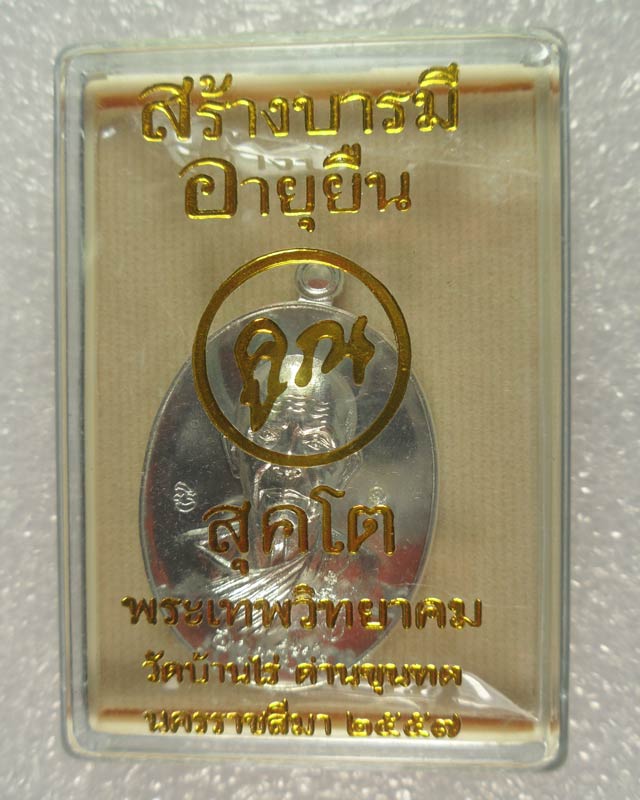 สร้างบารมี
อายุยืน
คูณ
สุคโต
พระเทพวิทยาคม
วัดบ้านไร่ ด่านขุนทด
นครราชสีมา ๒๕๕๗